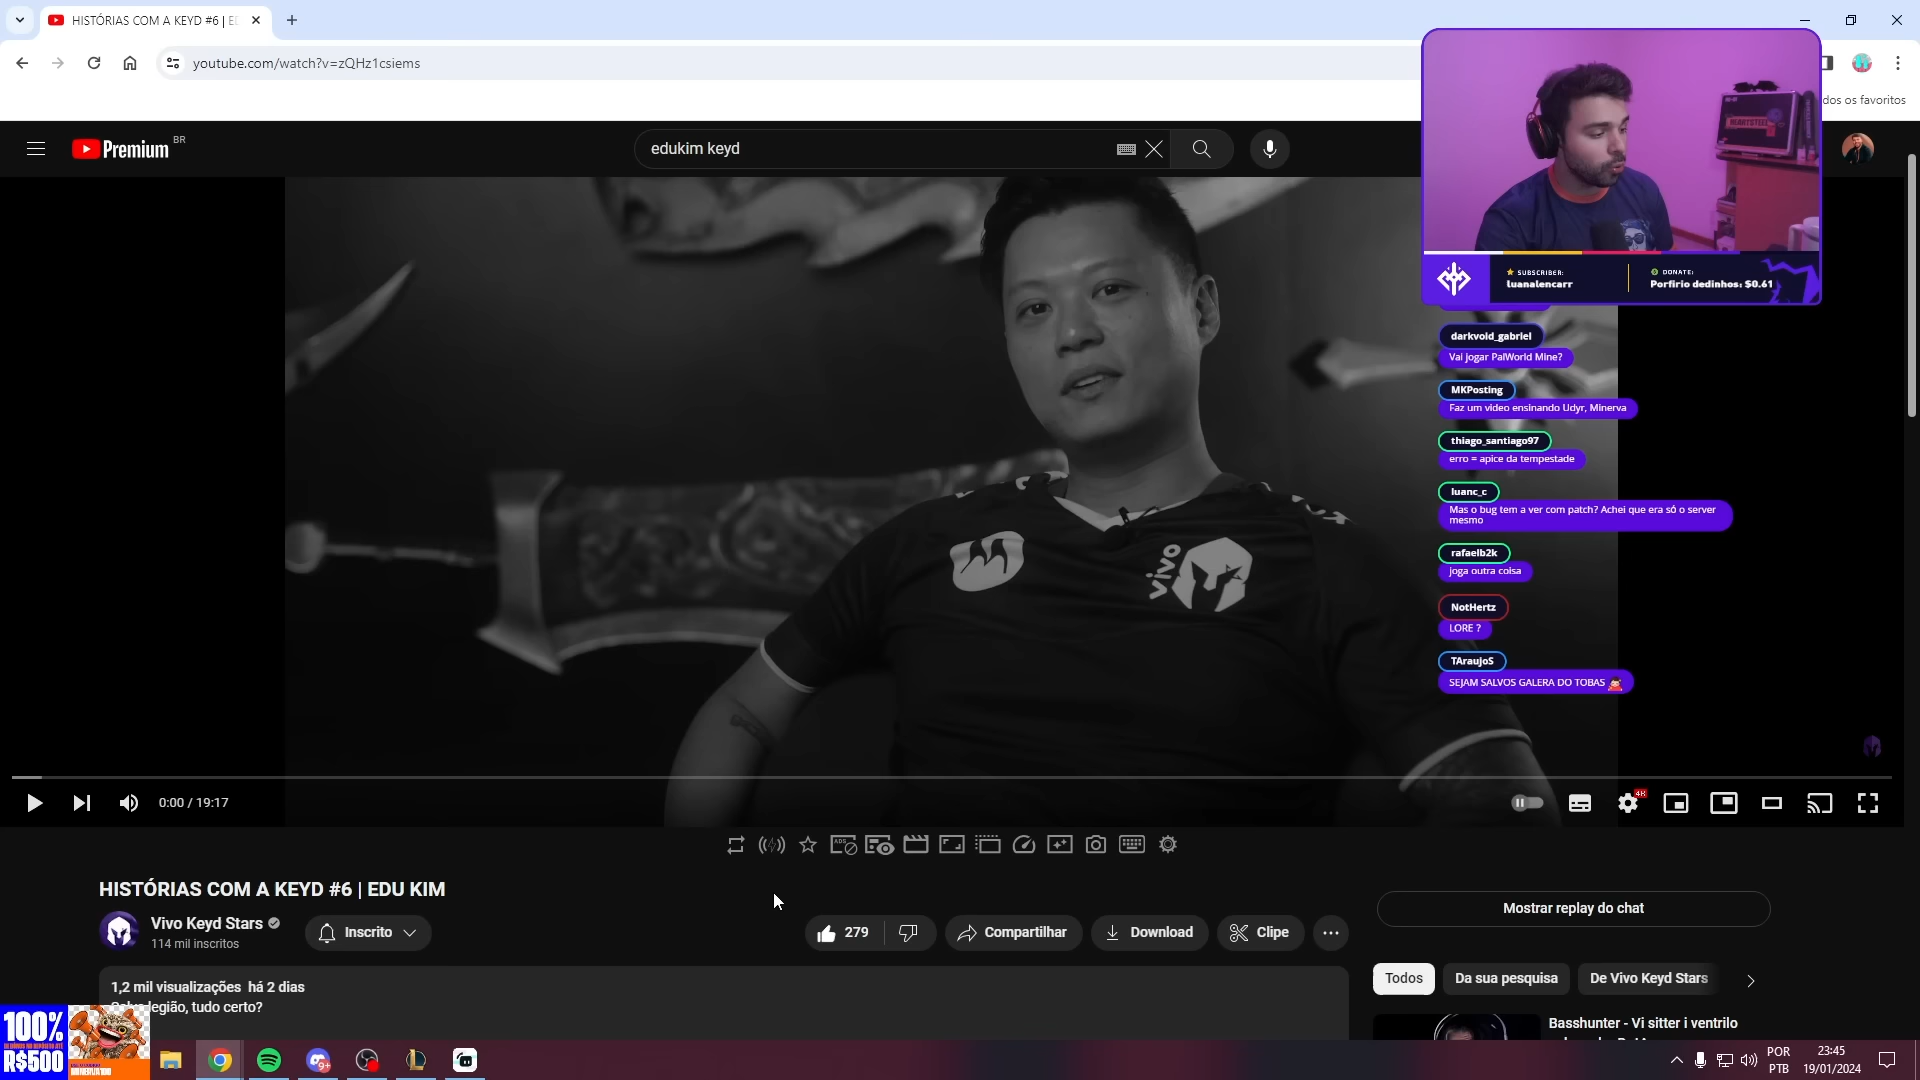 HISTÓRIAS COM A KEYD #6 | E
youtube.com/watch?v=zQHz1csiems
dos os favoritos
Premium BR
edukim keyd
HEARTSTEEL
SUBSCRIBER:
luanalencarr
DONATE:
Porfirio dedinhos: $0.61
darkvoid_gabriel
Vai jogar PalWorld Mine?
MKPosting
Faz um video ensinando Udyr, Minerva
thiago_santiago97
erro = apice da tempestade
luanc_c
Mas o bug tem a ver com patch? Achei que era só o server
mesmo
rafaelb2k
joga outra coisa
NotHertz
LORE ?
TAraujoS
SEJAM SALVOS GALERA DO TOBAS
vivo
0:00 / 19:17
4K
ADS
HISTÓRIAS COM A KEYD #6 | EDU KIM
Vivo Keyd Stars
114 mil inscritos
Inscrito
279
Compartilhar
Download
Clipe
Mostrar replay do chat
Todos
Da sua pesquisa
De Vivo Keyd Stars
1,2 mil visualizações há 2 dias
legião, tudo certo?
Basshunter - Vi sitter i ventrilo
100%
R$500
9+
POR
PTB
23:45
19/01/2024